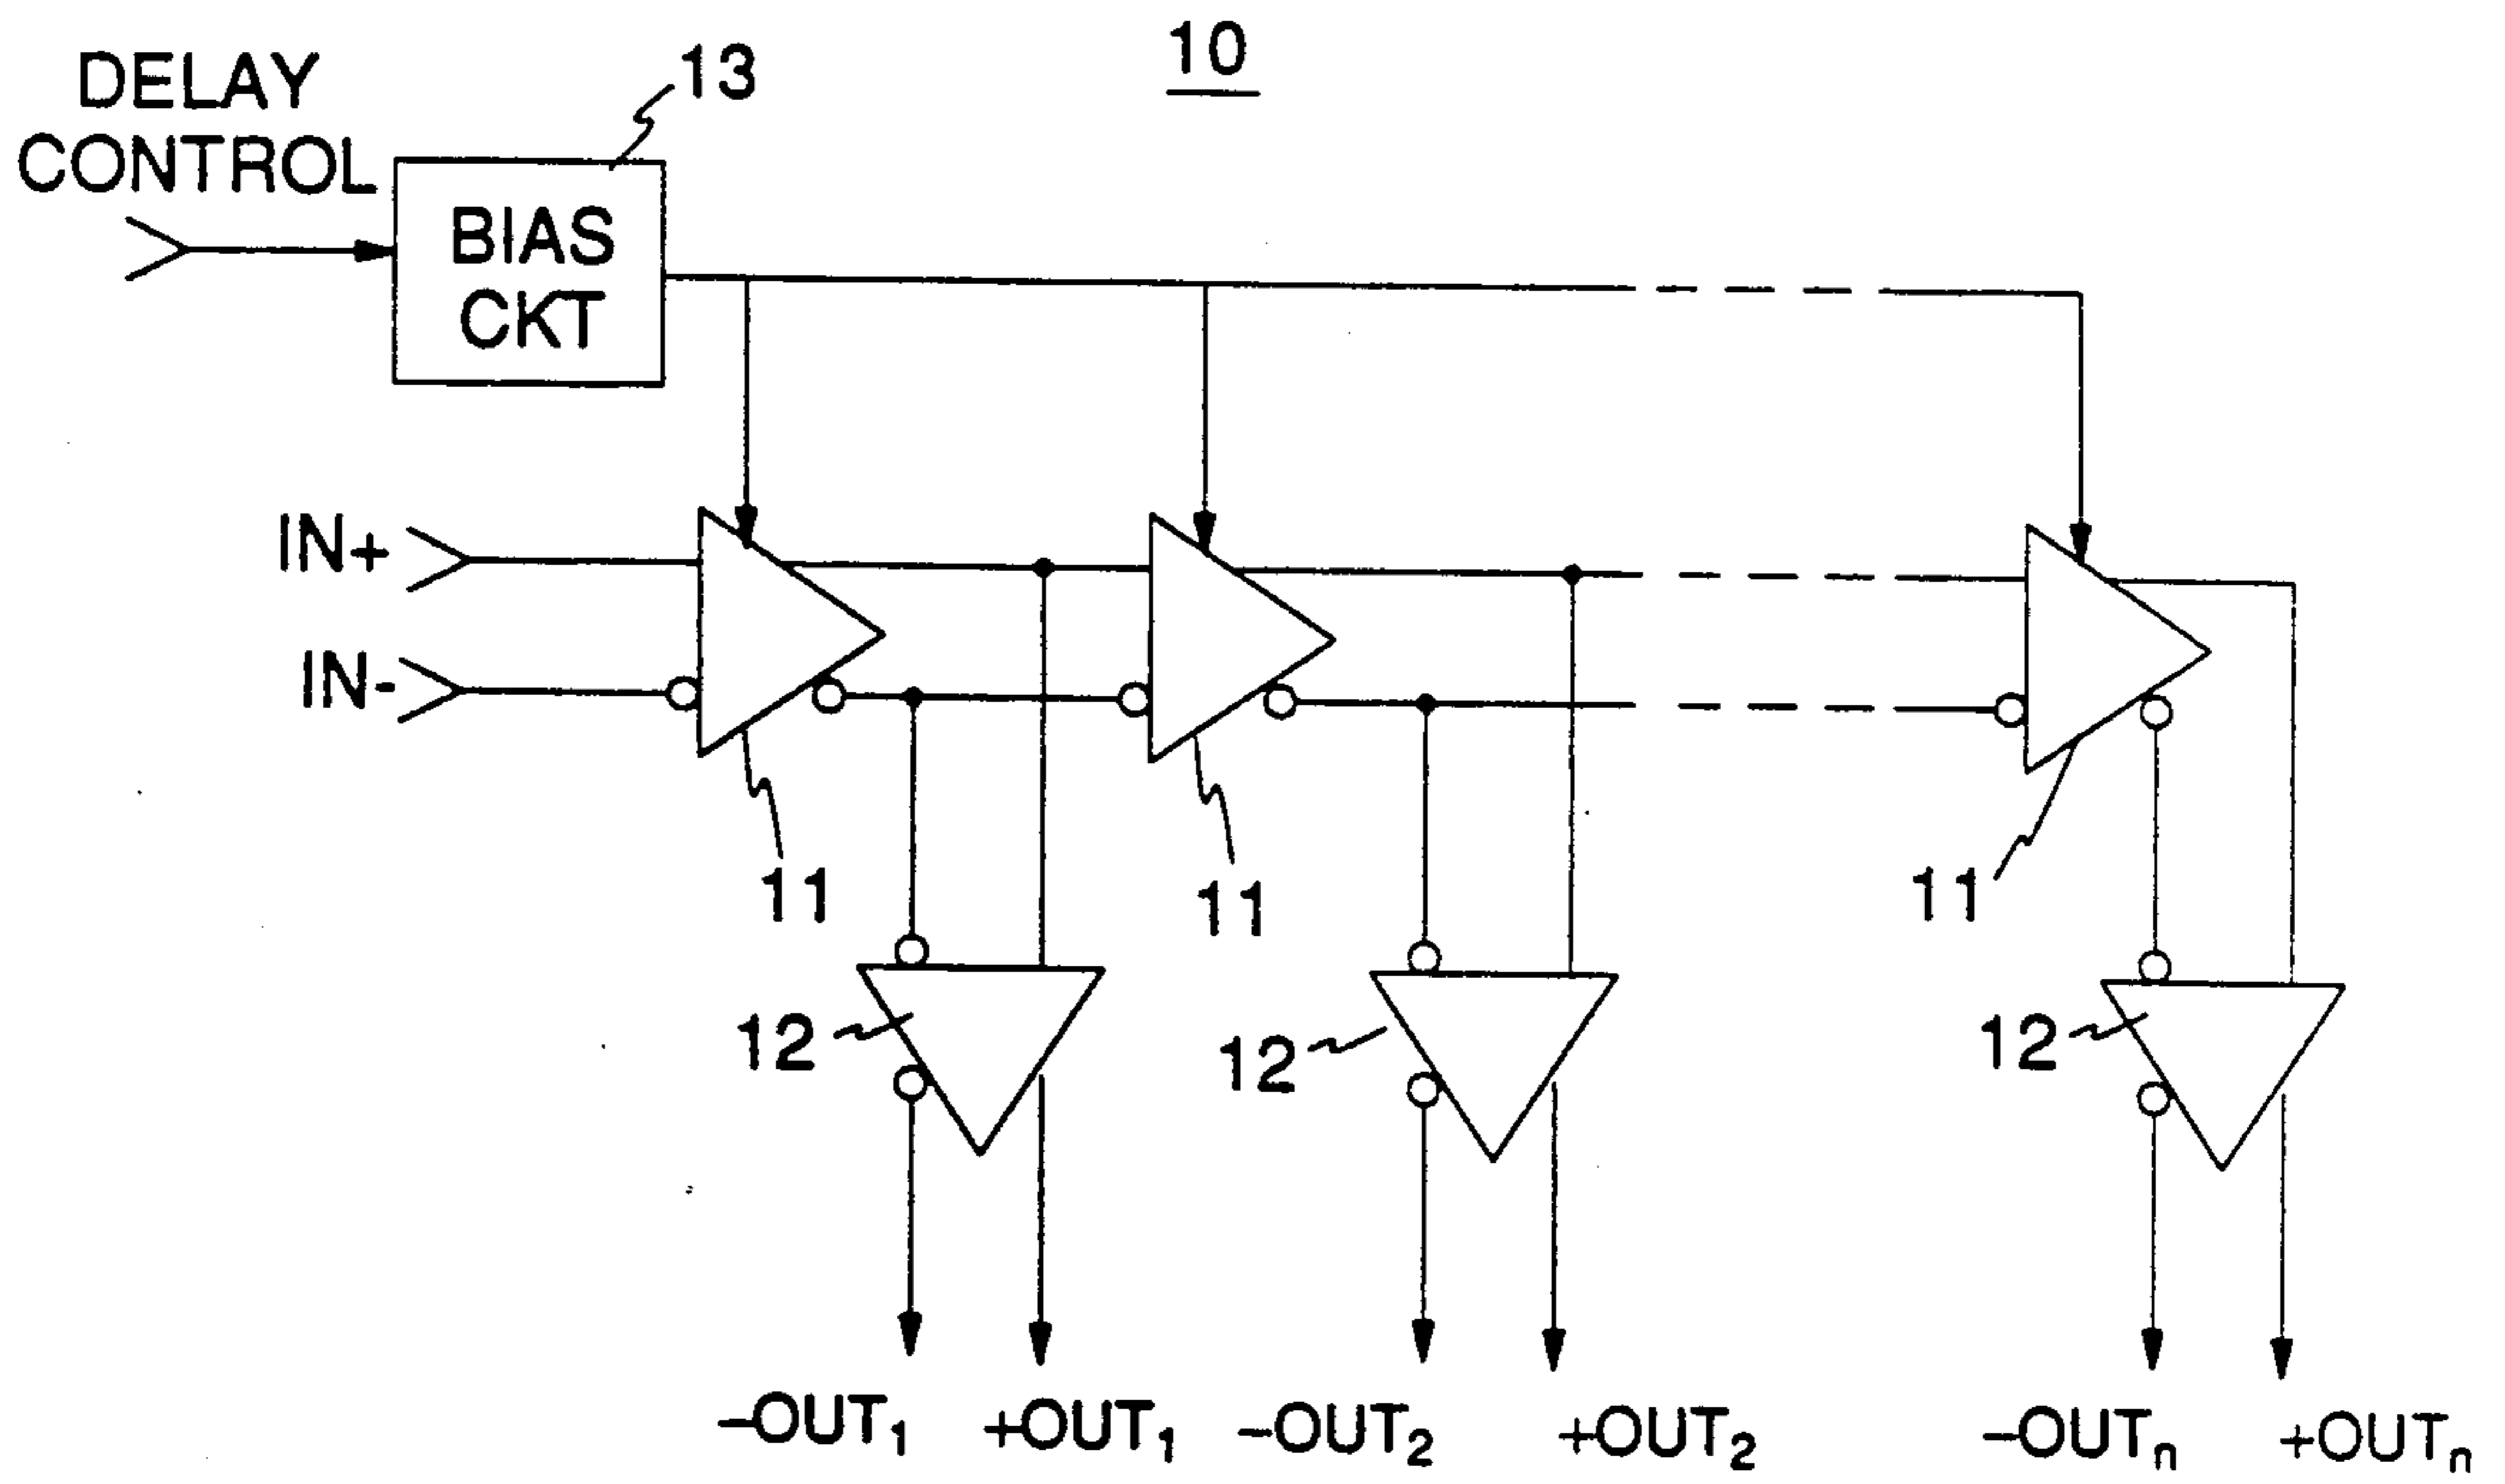 10
13
DELAY
CONTROL
BIAS
CKT
IN+
IN-
11
11
11
12
12
12
-OUT1
+OUT1
-OUT2
+OUT2
-OUTn
+OUTn